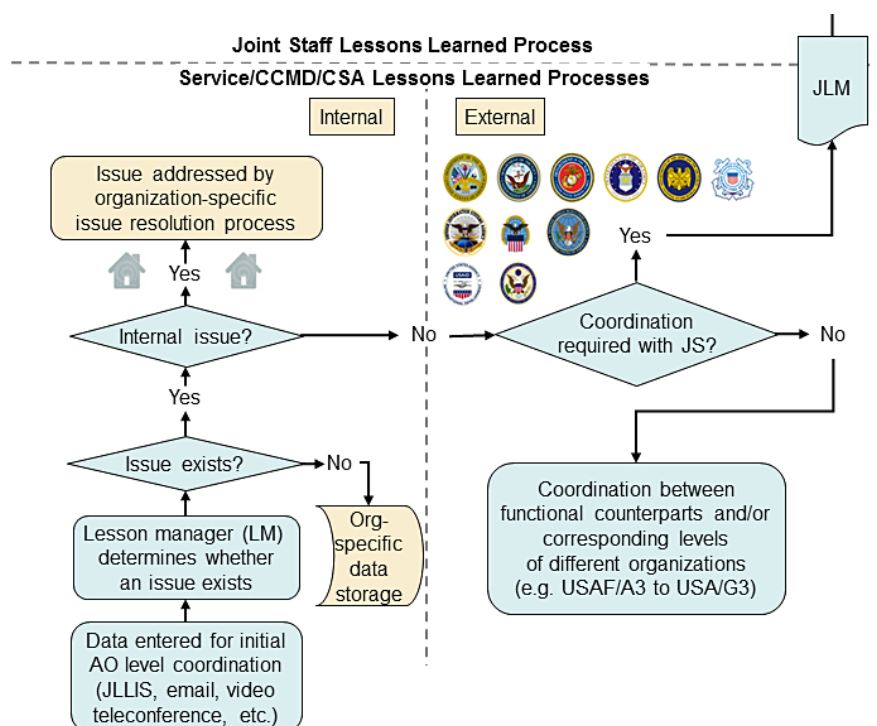 Joint Staff Lessons Learned Process
Service/CCMD/CSA Lessons Learned Processes
JLM
Internal
External
Issue addressed by
organization-specific
issue resolution process
Yes
Yes
Internal issue?
No
Coordination
required with JS?
No
Yes
Issue exists?
No
Lesson manager (LM)
determines whether
an issue exists
Org-
specific
data
storage
Coordination between
functional counterparts and/or
corresponding levels
of different organizations
(e.g. USAF/A3 to USA/G3)
Data entered for initial
AO level coordination
(JLLIS, email, video
teleconference, etc.)
USAID